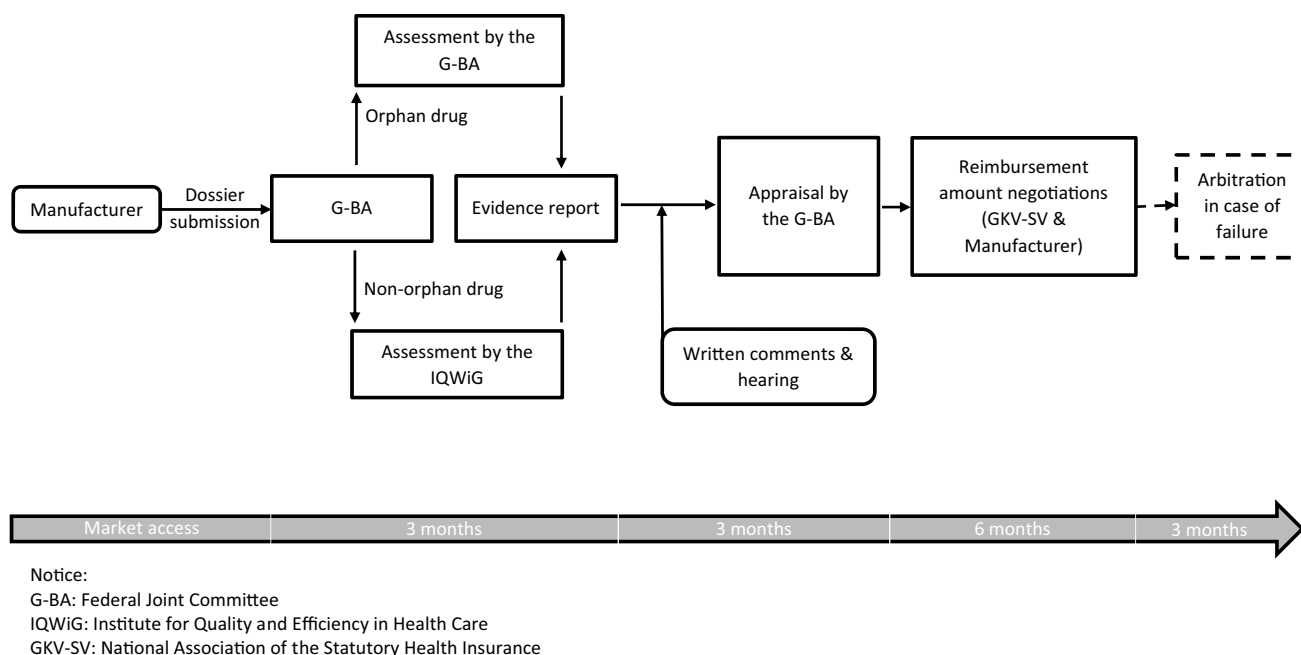 Assessment by the
G-BA
Orphan drug
Manufacturer
Dossier
submission
G-BA
Evidence report
Appraisal by
the G-BA
Reimbursement
amount negotiations
(GKV-SV &
Manufacturer)
Arbitration
in case of
failure
Non-orphan drug
Assessment by the
IQWiG
Written comments &
hearing
Market access
3 months
3 months
6 months
3 months
Notice:
G-BA: Federal Joint Committee
IQWiG: Institute for Quality and Efficiency in Health Care
GKV-SV: National Association of the Statutory Health Insurance